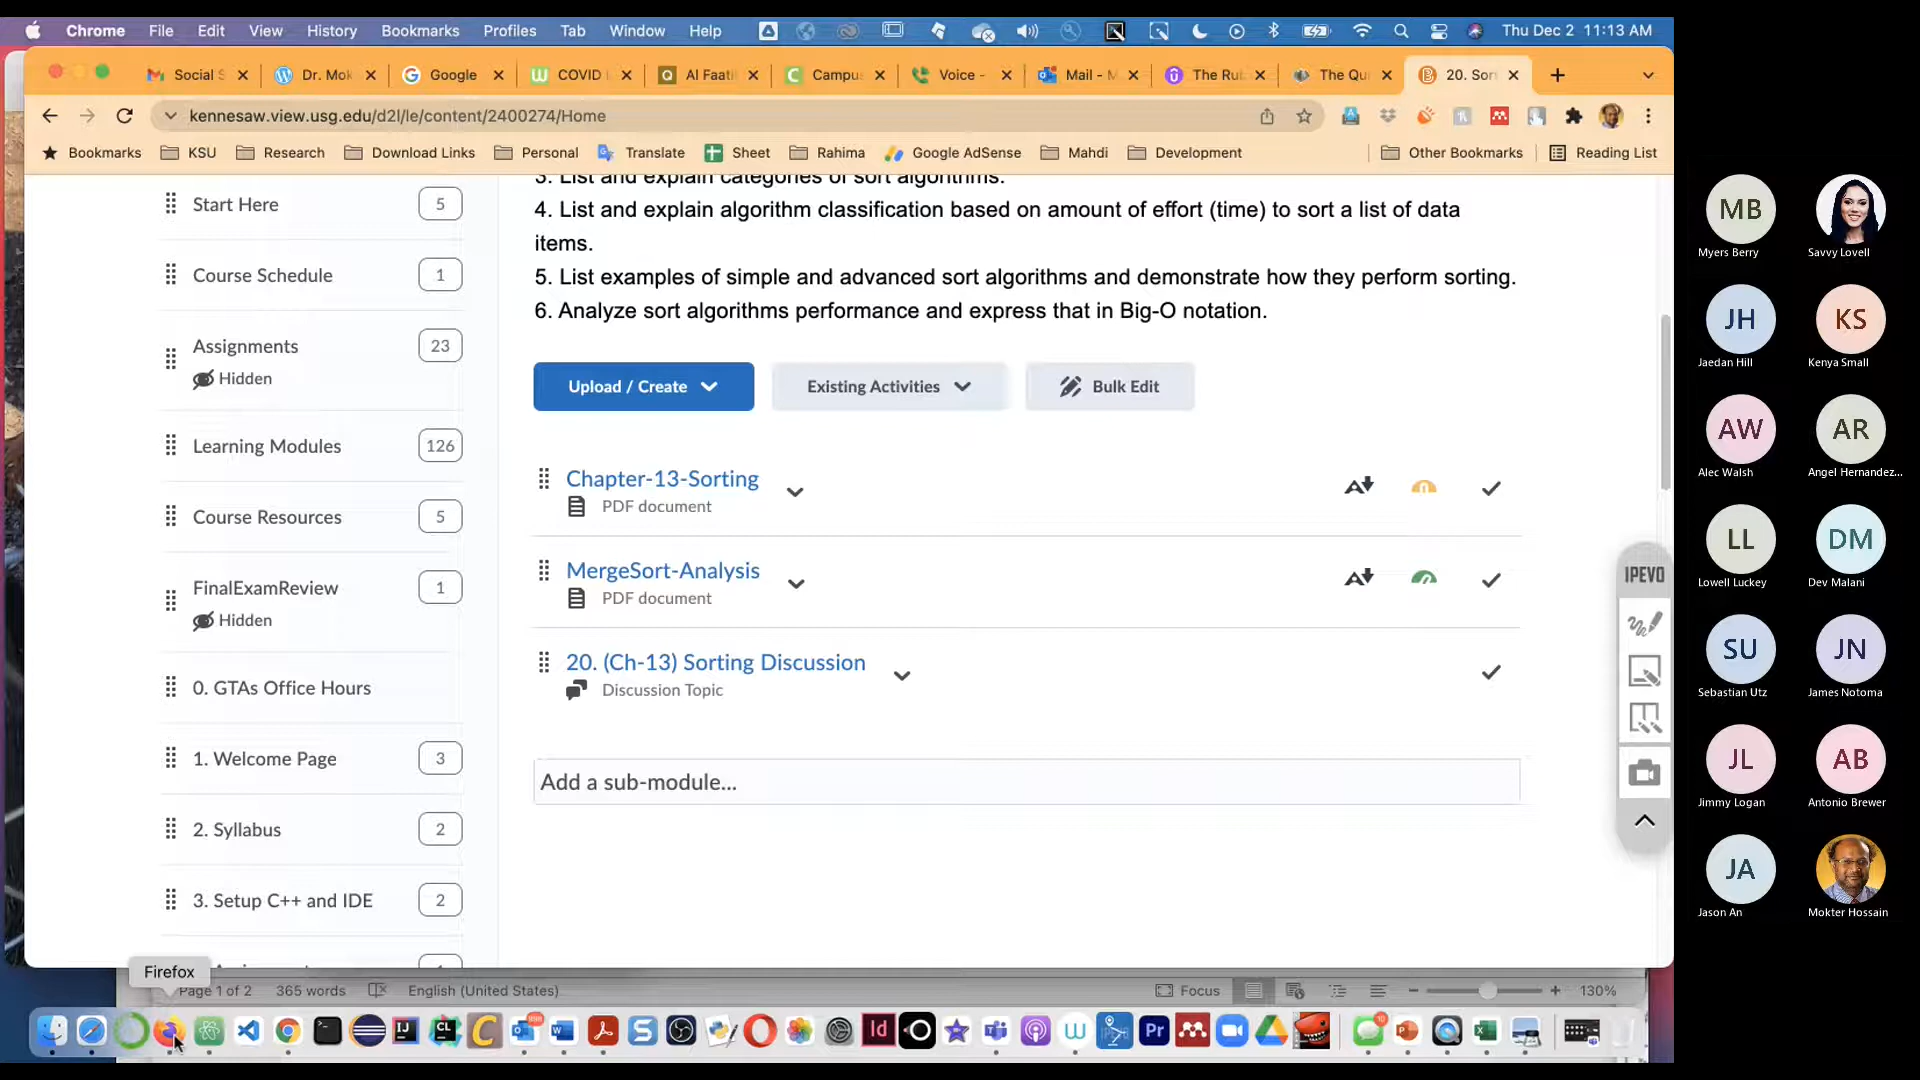 Chrome File Edit View History Bookmarks Profiles Tab Window Help Thu Dec 2 11:13 AM
Social S Dr. Mok Google COVID Al Faati Campu Voice - Mail - M The Ru The Qu 20. Sor
kennesaw.view.usg.edu/d2l/le/content/2400274/Home
Bookmarks KSU Research Download Links Personal Translate Sheet Rahima Google AdSense Mahdi Development Other Bookmarks Reading List
Start Here 5
Course Schedule 1
Assignments 23
Hidden
Learning Modules 126
Course Resources 5
FinalExamReview 1
Hidden
0. GTAs Office Hours
1. Welcome Page 3
2. Syllabus 2
3. Setup C++ and IDE 2
3. List and explain categories of sort algorithms.
4. List and explain algorithm classification based on amount of effort (time) to sort a list of data
items.
5. List examples of simple and advanced sort algorithms and demonstrate how they perform sorting.
6. Analyze sort algorithms performance and express that in Big-O notation.
Upload / Create Existing Activities Bulk Edit
Chapter-13-Sorting
PDF document
MergeSort-Analysis
PDF document
20. (Ch-13) Sorting Discussion
Discussion Topic
Add a sub-module...
IPEVO
Firefox
Page 1 of 2 365 words English (United States) Focus 130%
MB
Myers Berry
Savvy Lovell
JH
Jaedan Hill
KS
Kenya Small
AW
Alec Walsh
AR
Angel Hernandez...
LL
Lowell Luckey
DM
Dev Malani
SU
Sebastian Utz
JN
James Notoma
JL
Jimmy Logan
AB
Antonio Brewer
JA
Jason An
Mokter Hossain